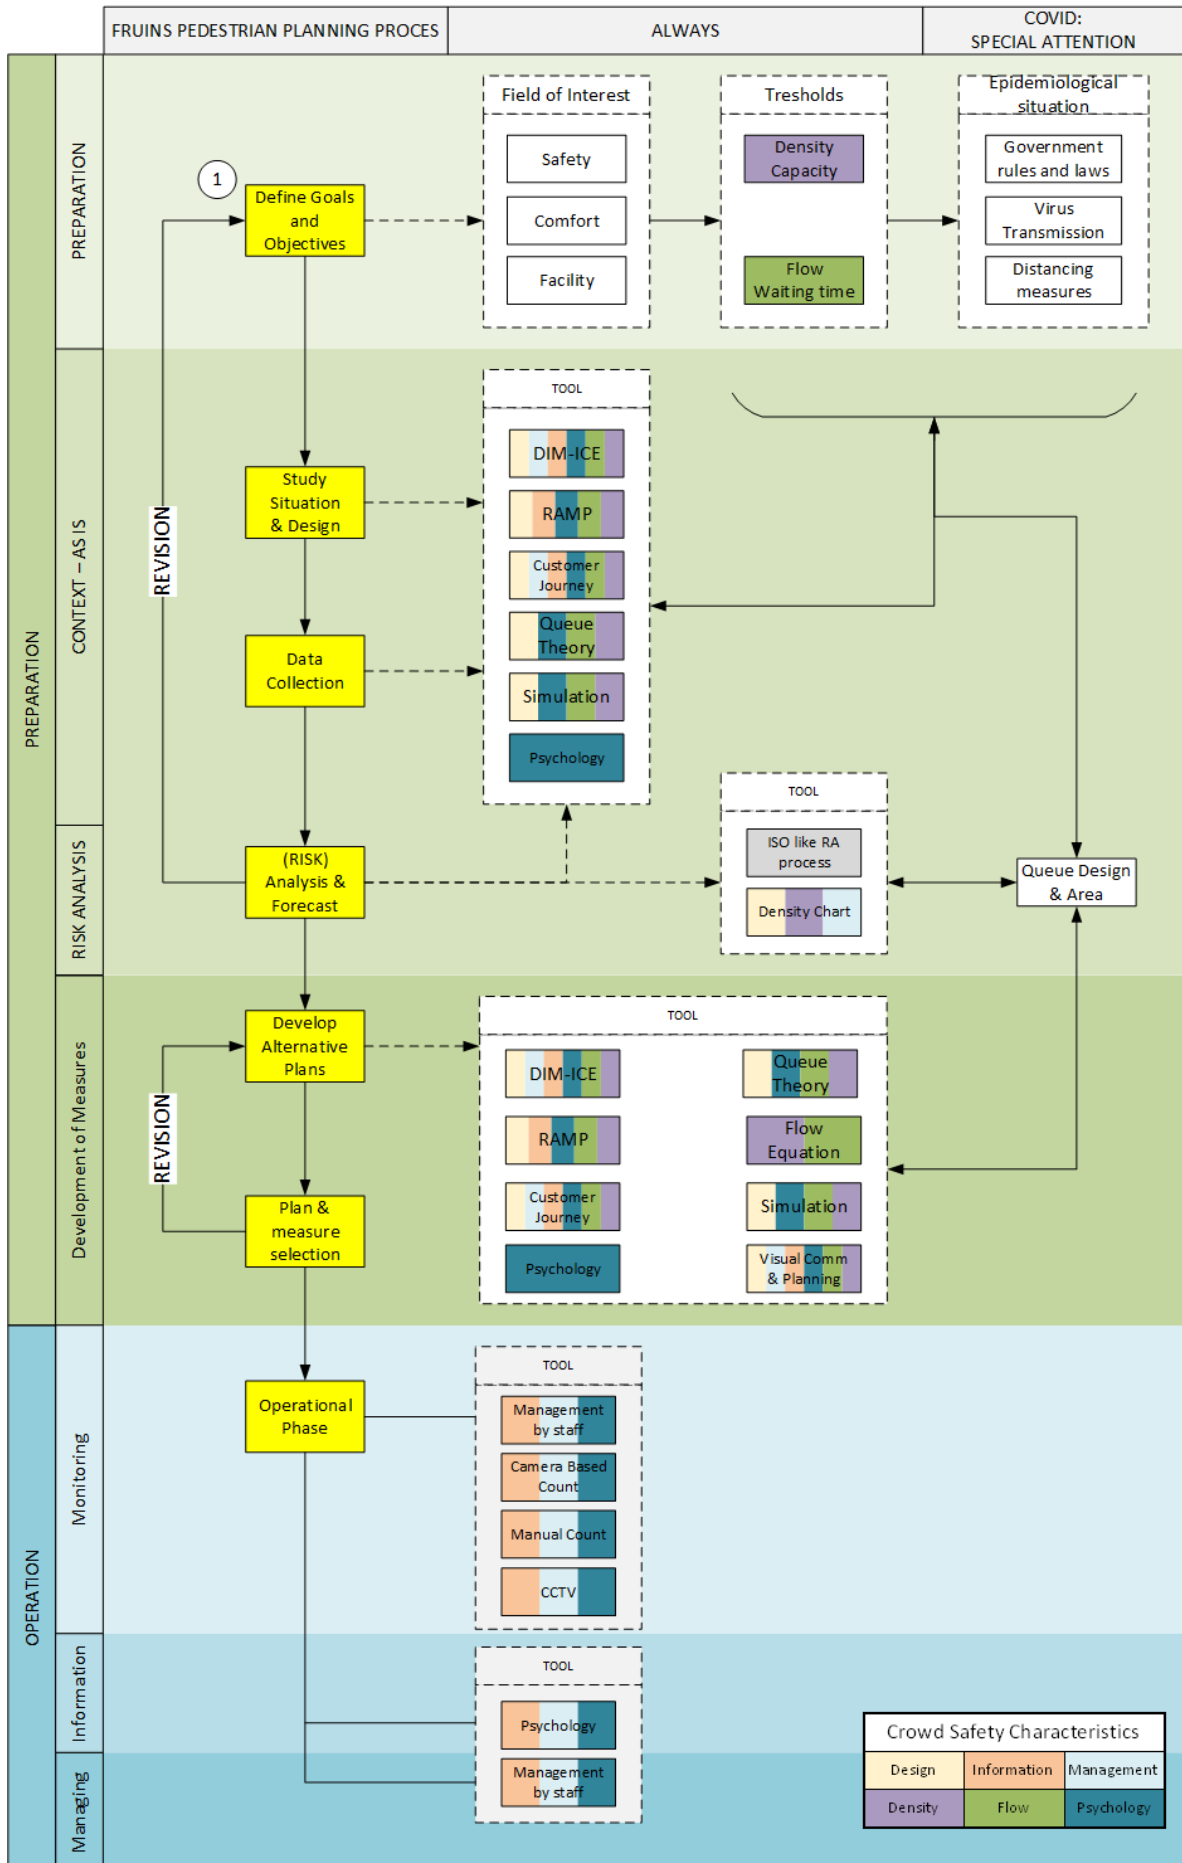 FRUINS PEDESTRIAN PLANNING PROCES
ALWAYS
COVID:
SPECIAL ATTENTION
PREPARATION
PREPARATION
1
Define Goals
and
Objectives
Field of Interest
Safety
Comfort
Facility
Tresholds
Density
Capacity
Flow
Waiting time
Epidemiological
situation
Government
rules and laws
Virus
Transmission
Distancing
measures
CONTEXT – AS IS
REVISION
Study
Situation
& Design
Data
Collection
TOOL
DIM-ICE
RAMP
Customer
Journey
Queue
Theory
Simulation
Psychology
RISK ANALYSIS
(RISK)
Analysis &
Forecast
TOOL
ISO like RA
process
Density Chart
Queue Design
& Area
Development of Measures
REVISION
Develop
Alternative
Plans
Plan &
measure
selection
TOOL
DIM-ICE
RAMP
Customer
Journey
Psychology
Queue
Theory
Flow
Equation
Simulation
Visual Comm
& Planning
OPERATION
Monitoring
Operational
Phase
TOOL
Management
by staff
Camera Based
Count
Manual Count
CCTV
Information
TOOL
Psychology
Managing
Management
by staff
Crowd Safety Characteristics
Design
Information
Management
Density
Flow
Psychology